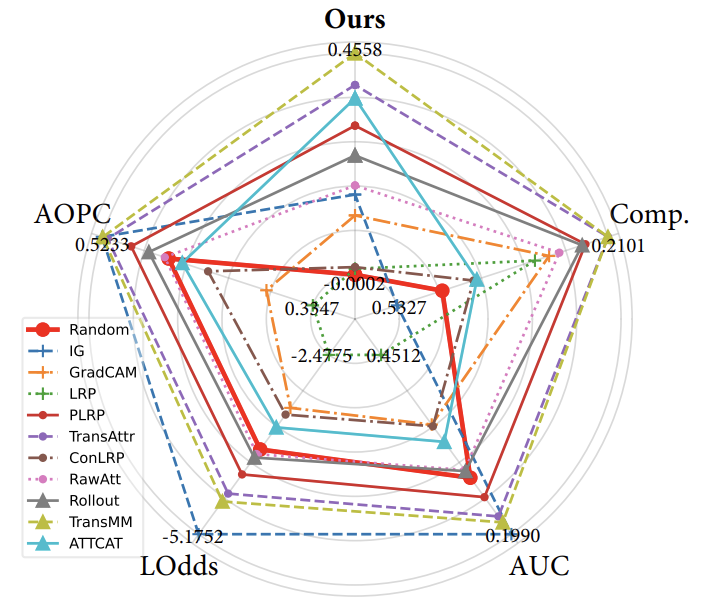 Ours
0.4558
AOPC
Comp.
0.5233
0.2101
-0.0002
0.3347
0.5327
-2.4775
0.4512
Random
IG
GradCAM
LRP
PLRP
TransAttr
ConLRP
RawAtt
Rollout
TransMM
ATTCAT
-5.1752
0.1990
LOdds
AUC